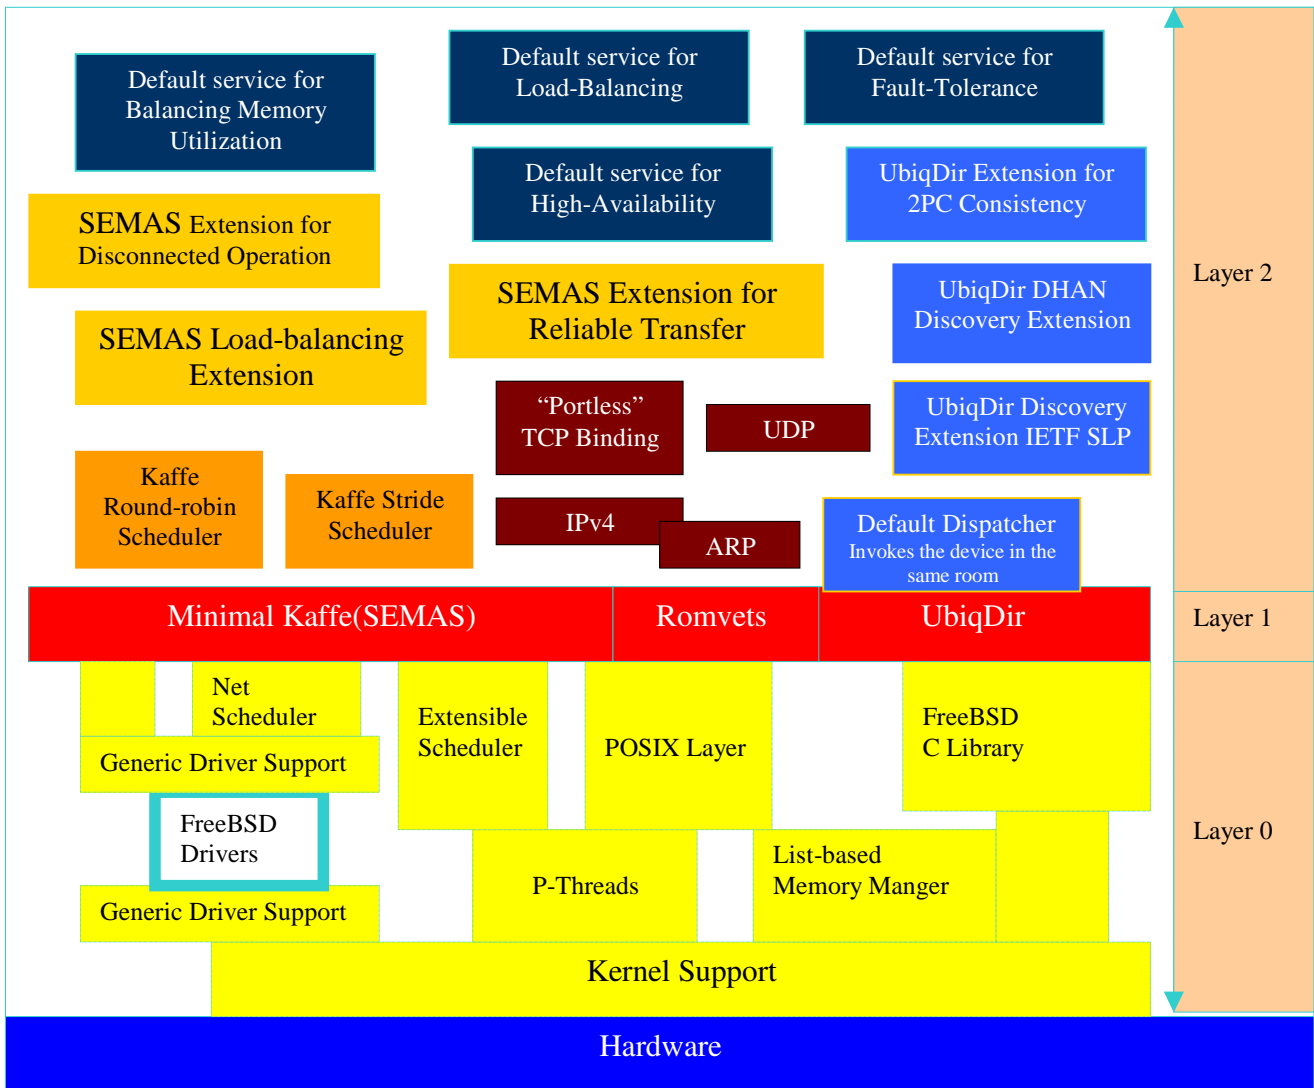 Default service for
Balancing Memory
Utilization
Default service for
Load-Balancing
Default service for
Fault-Tolerance
Default service for
High-Availability
UbiqDir Extension for
2PC Consistency
SEMAS Extension for
Disconnected Operation
SEMAS Extension for
Reliable Transfer
UbiqDir DHAN
Discovery Extension
Layer 2
SEMAS Load-balancing
Extension
“Portless”
TCP Binding
UDP
UbiqDir Discovery
Extension IETF SLP
Kaffe
Round-robin
Scheduler
Kaffe Stride
Scheduler
IPv4
ARP
Default Dispatcher
Invokes the device in the
same room
Minimal Kaffe(SEMAS)
Romvets
UbiqDir
Layer 1
Net
Scheduler
Extensible
Scheduler
POSIX Layer
FreeBSD
C Library
Generic Driver Support
FreeBSD
Drivers
Layer 0
Generic Driver Support
P-Threads
List-based
Memory Manger
Kernel Support
Hardware